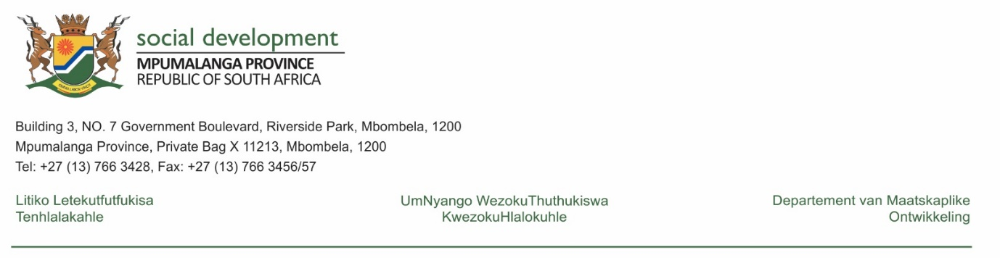 social development
MPUMALANGA PROVINCE
REPUBLIC OF SOUTH AFRICA
OMNIA LABOR VINCIT
Building 3, NO. 7 Government Boulevard, Riverside Park, Mbombela, 1200
Mpumalanga Province, Private Bag X 11213, Mbombela, 1200
Tel: +27 (13) 766 3428, Fax: +27 (13) 766 3456/57
Litiko Letekutfutfukisa
Tenhlalakahle
UmNyango WezokuThuthukiswa
KwezokuHlalokuhle
Departement van Maatskaplike
Ontwikkeling